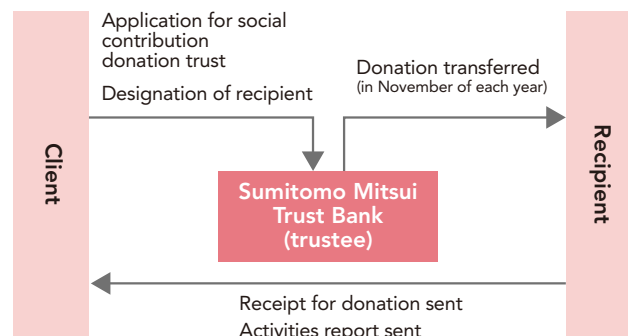 Application for social
contribution
donation trust
Designation of recipient
Donation transferred
(in November of each year)
Client
Sumitomo Mitsui
Trust Bank
(trustee)
Recipient
Receipt for donation sent
Activities report sent